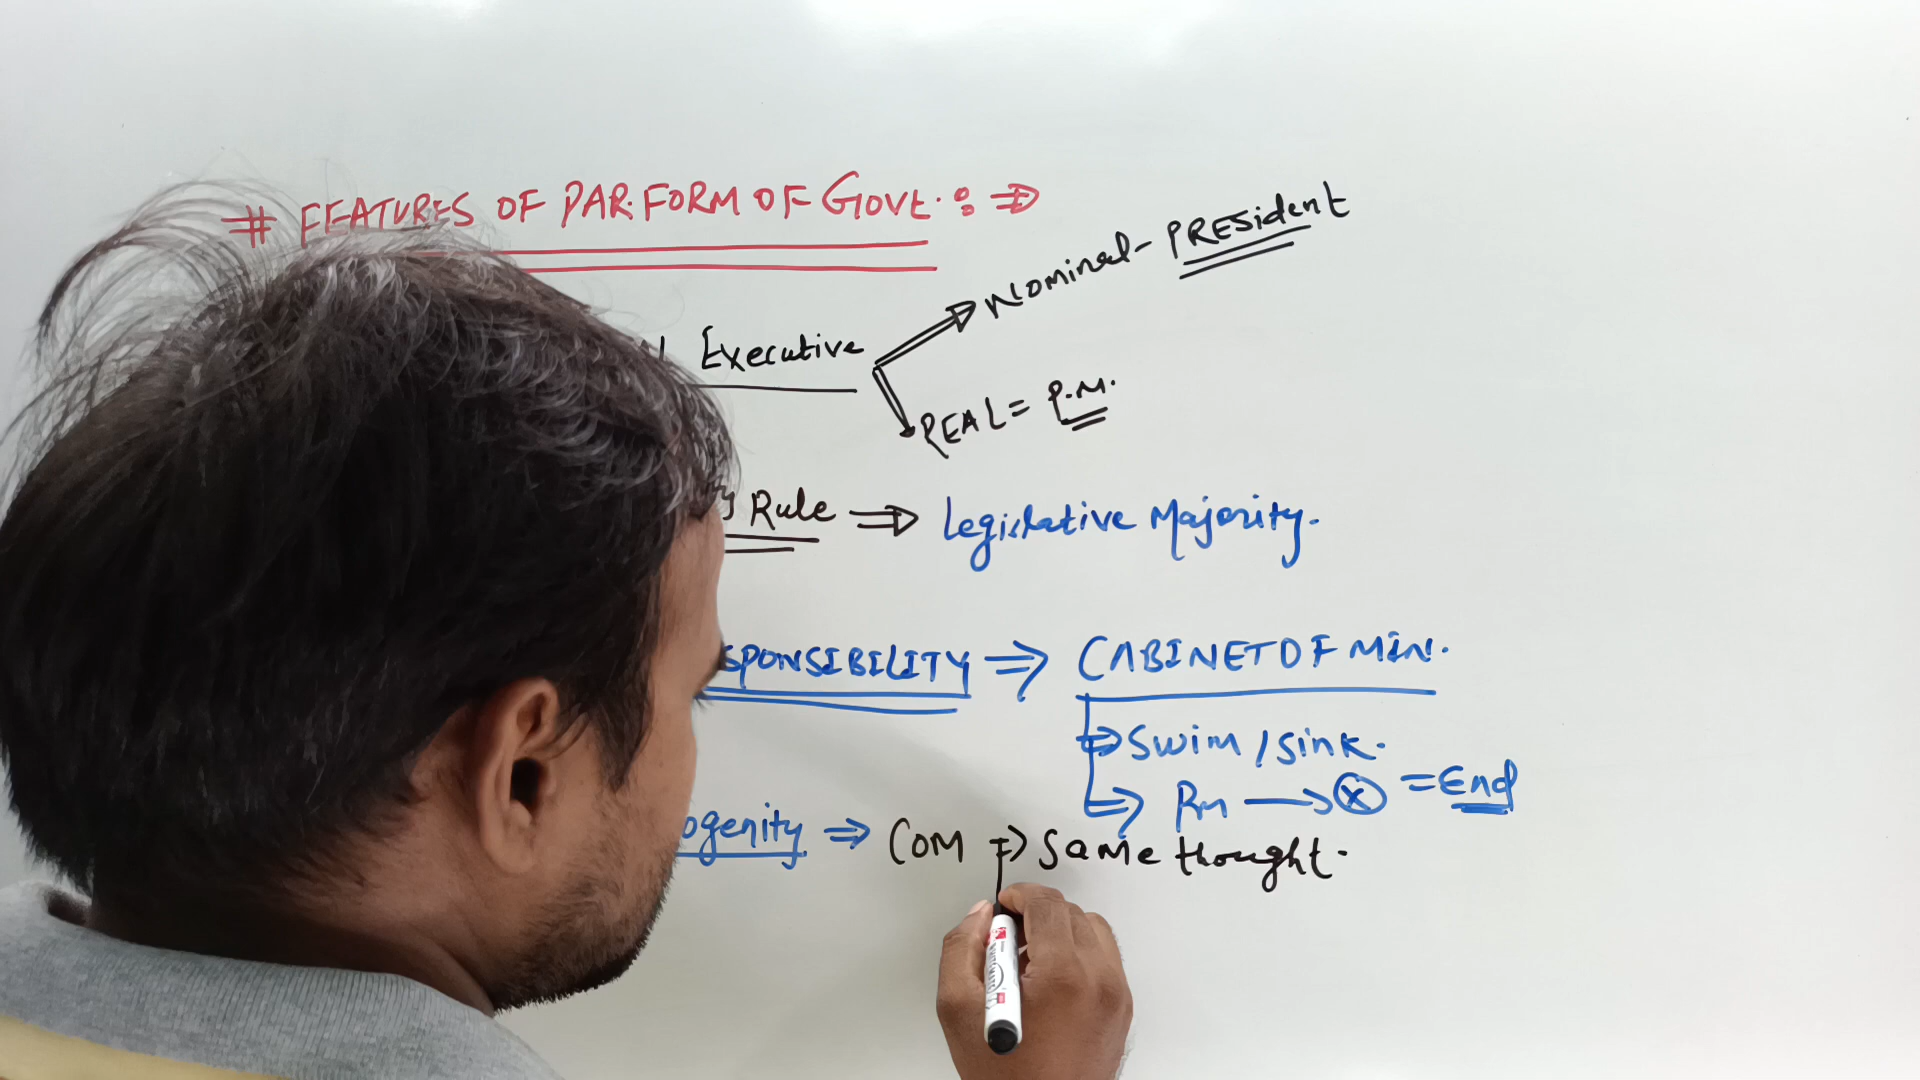 # FEATURES OF PAR. FORM OF Govt. : ⇒
Nominal - PRESident
Executive
REAL = P.M.
Rule ⇒ Legislative Majority.
SPONSIBILITY ⇒ CABINET OF MIN.
⇒ Swim / Sink.
⇒ PM → ⓧ = End
ogenity ⇒ COM ⇒ Same thought.